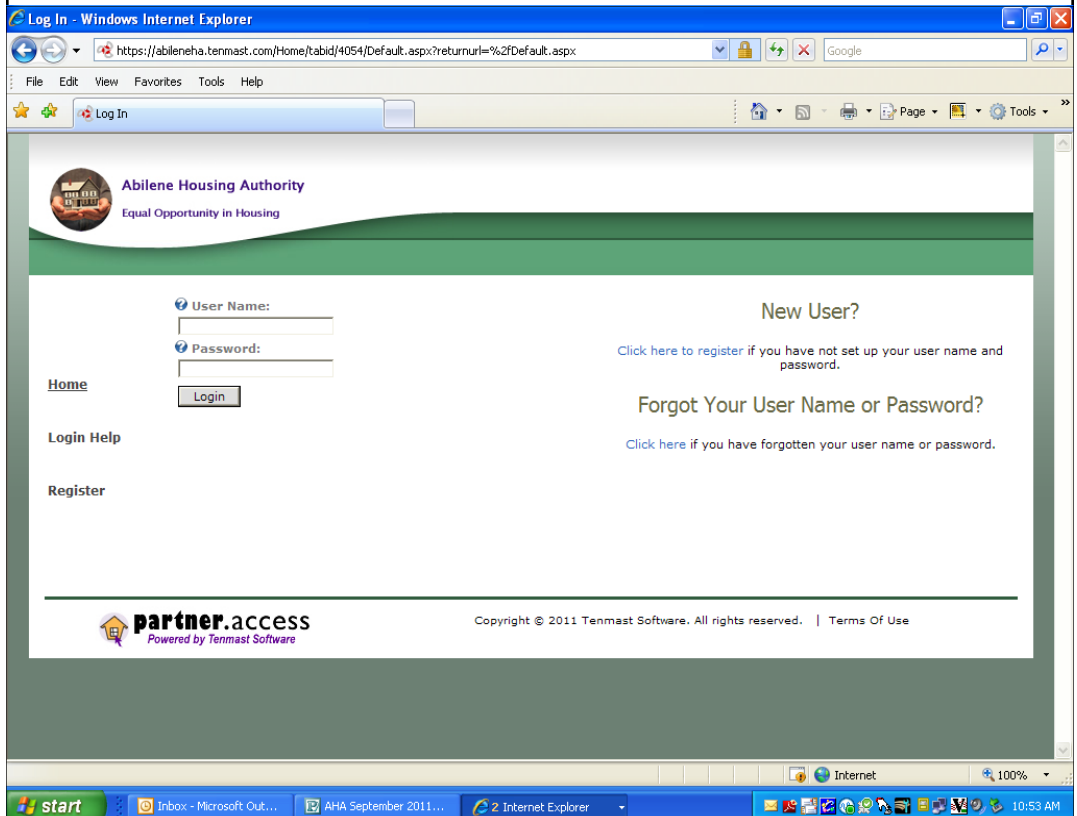 Log In - Windows Internet Explorer
https://abileneha.tenmast.com/Home/tabid/4054/Default.aspx?returnurl=%2fDefault.aspx
Google
File Edit View Favorites Tools Help
Log In
Page
Tools
»
Abilene Housing Authority
Equal Opportunity in Housing
User Name:
Password:
Login
Home
Login Help
Register
New User?
Click here to register if you have not set up your user name and
password.
Forgot Your User Name or Password?
Click here if you have forgotten your user name or password.
partner.access
Powered by Tenmast Software
Copyright © 2011 Tenmast Software. All rights reserved. | Terms Of Use
Internet
100%
start
Inbox - Microsoft Out...
AHA September 2011...
2 Internet Explorer
10:53 AM